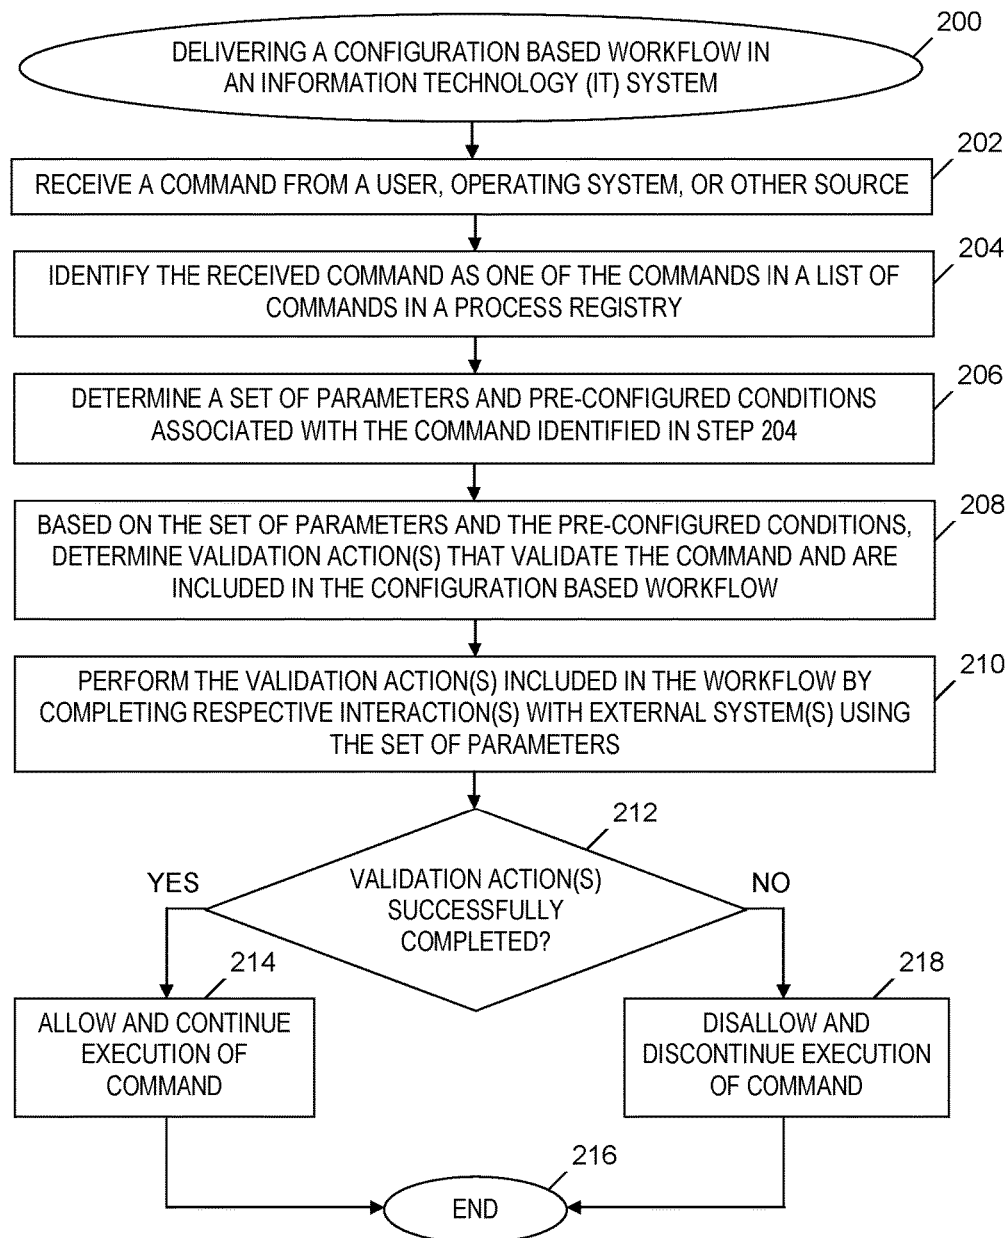 200
DELIVERING A CONFIGURATION BASED WORKFLOW IN
AN INFORMATION TECHNOLOGY (IT) SYSTEM
202
RECEIVE A COMMAND FROM A USER, OPERATING SYSTEM, OR OTHER SOURCE
204
IDENTIFY THE RECEIVED COMMAND AS ONE OF THE COMMANDS IN A LIST OF
COMMANDS IN A PROCESS REGISTRY
206
DETERMINE A SET OF PARAMETERS AND PRE-CONFIGURED CONDITIONS
ASSOCIATED WITH THE COMMAND IDENTIFIED IN STEP 204
208
BASED ON THE SET OF PARAMETERS AND THE PRE-CONFIGURED CONDITIONS,
DETERMINE VALIDATION ACTION(S) THAT VALIDATE THE COMMAND AND ARE
INCLUDED IN THE CONFIGURATION BASED WORKFLOW
210
PERFORM THE VALIDATION ACTION(S) INCLUDED IN THE WORKFLOW BY
COMPLETING RESPECTIVE INTERACTION(S) WITH EXTERNAL SYSTEM(S) USING
THE SET OF PARAMETERS
212
VALIDATION ACTION(S)
SUCCESSFULLY
COMPLETED?
YES
NO
214
ALLOW AND CONTINUE
EXECUTION OF
COMMAND
218
DISALLOW AND
DISCONTINUE EXECUTION
OF COMMAND
216
END